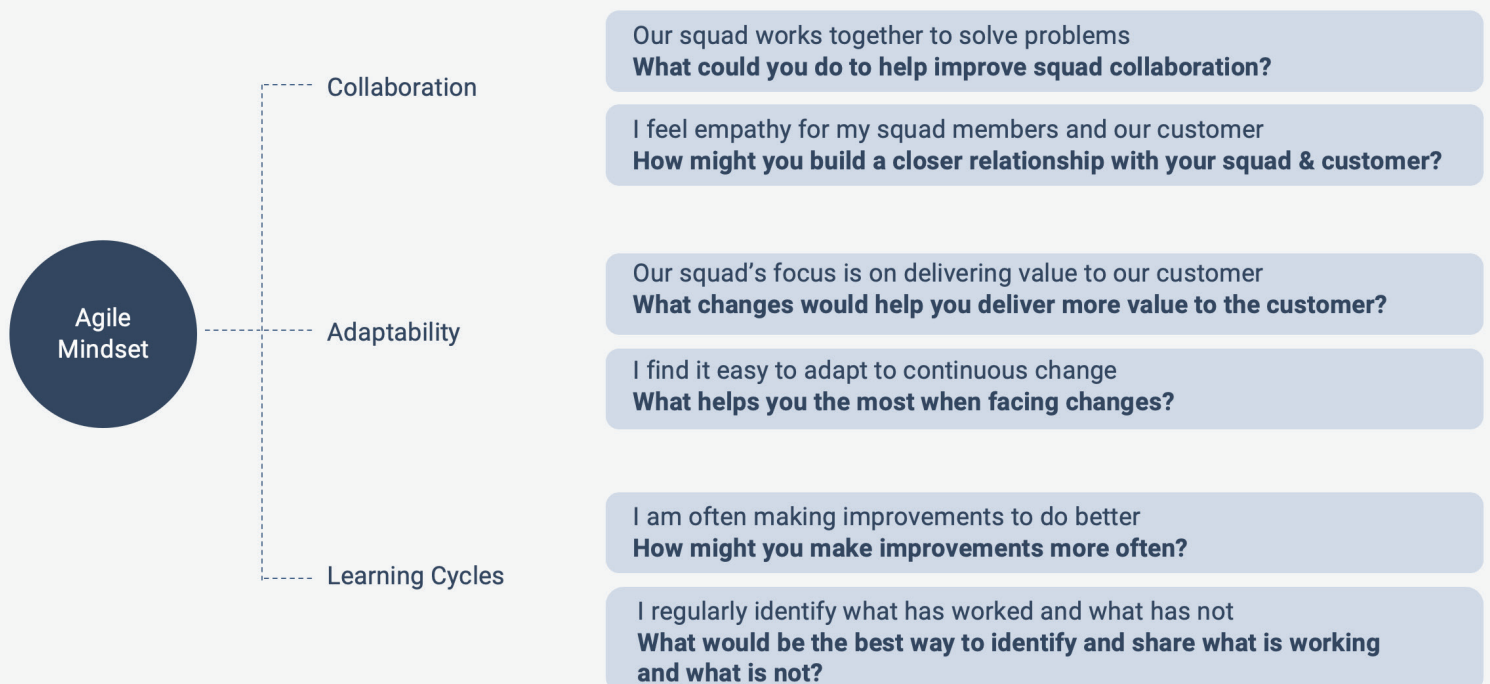 Agile
Mindset
Collaboration
Our squad works together to solve problems
What could you do to help improve squad collaboration?
I feel empathy for my squad members and our customer
How might you build a closer relationship with your squad & customer?
Adaptability
Our squad’s focus is on delivering value to our customer
What changes would help you deliver more value to the customer?
I find it easy to adapt to continuous change
What helps you the most when facing changes?
Learning Cycles
I am often making improvements to do better
How might you make improvements more often?
I regularly identify what has worked and what has not
What would be the best way to identify and share what is working
and what is not?